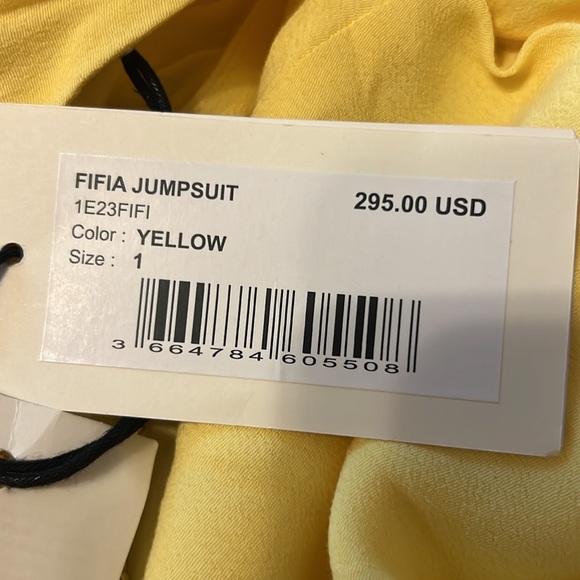 FIFIA JUMPSUIT
295.00 USD
1E23FIFI
Color : YELLOW
Size : 1
3 664784 605508